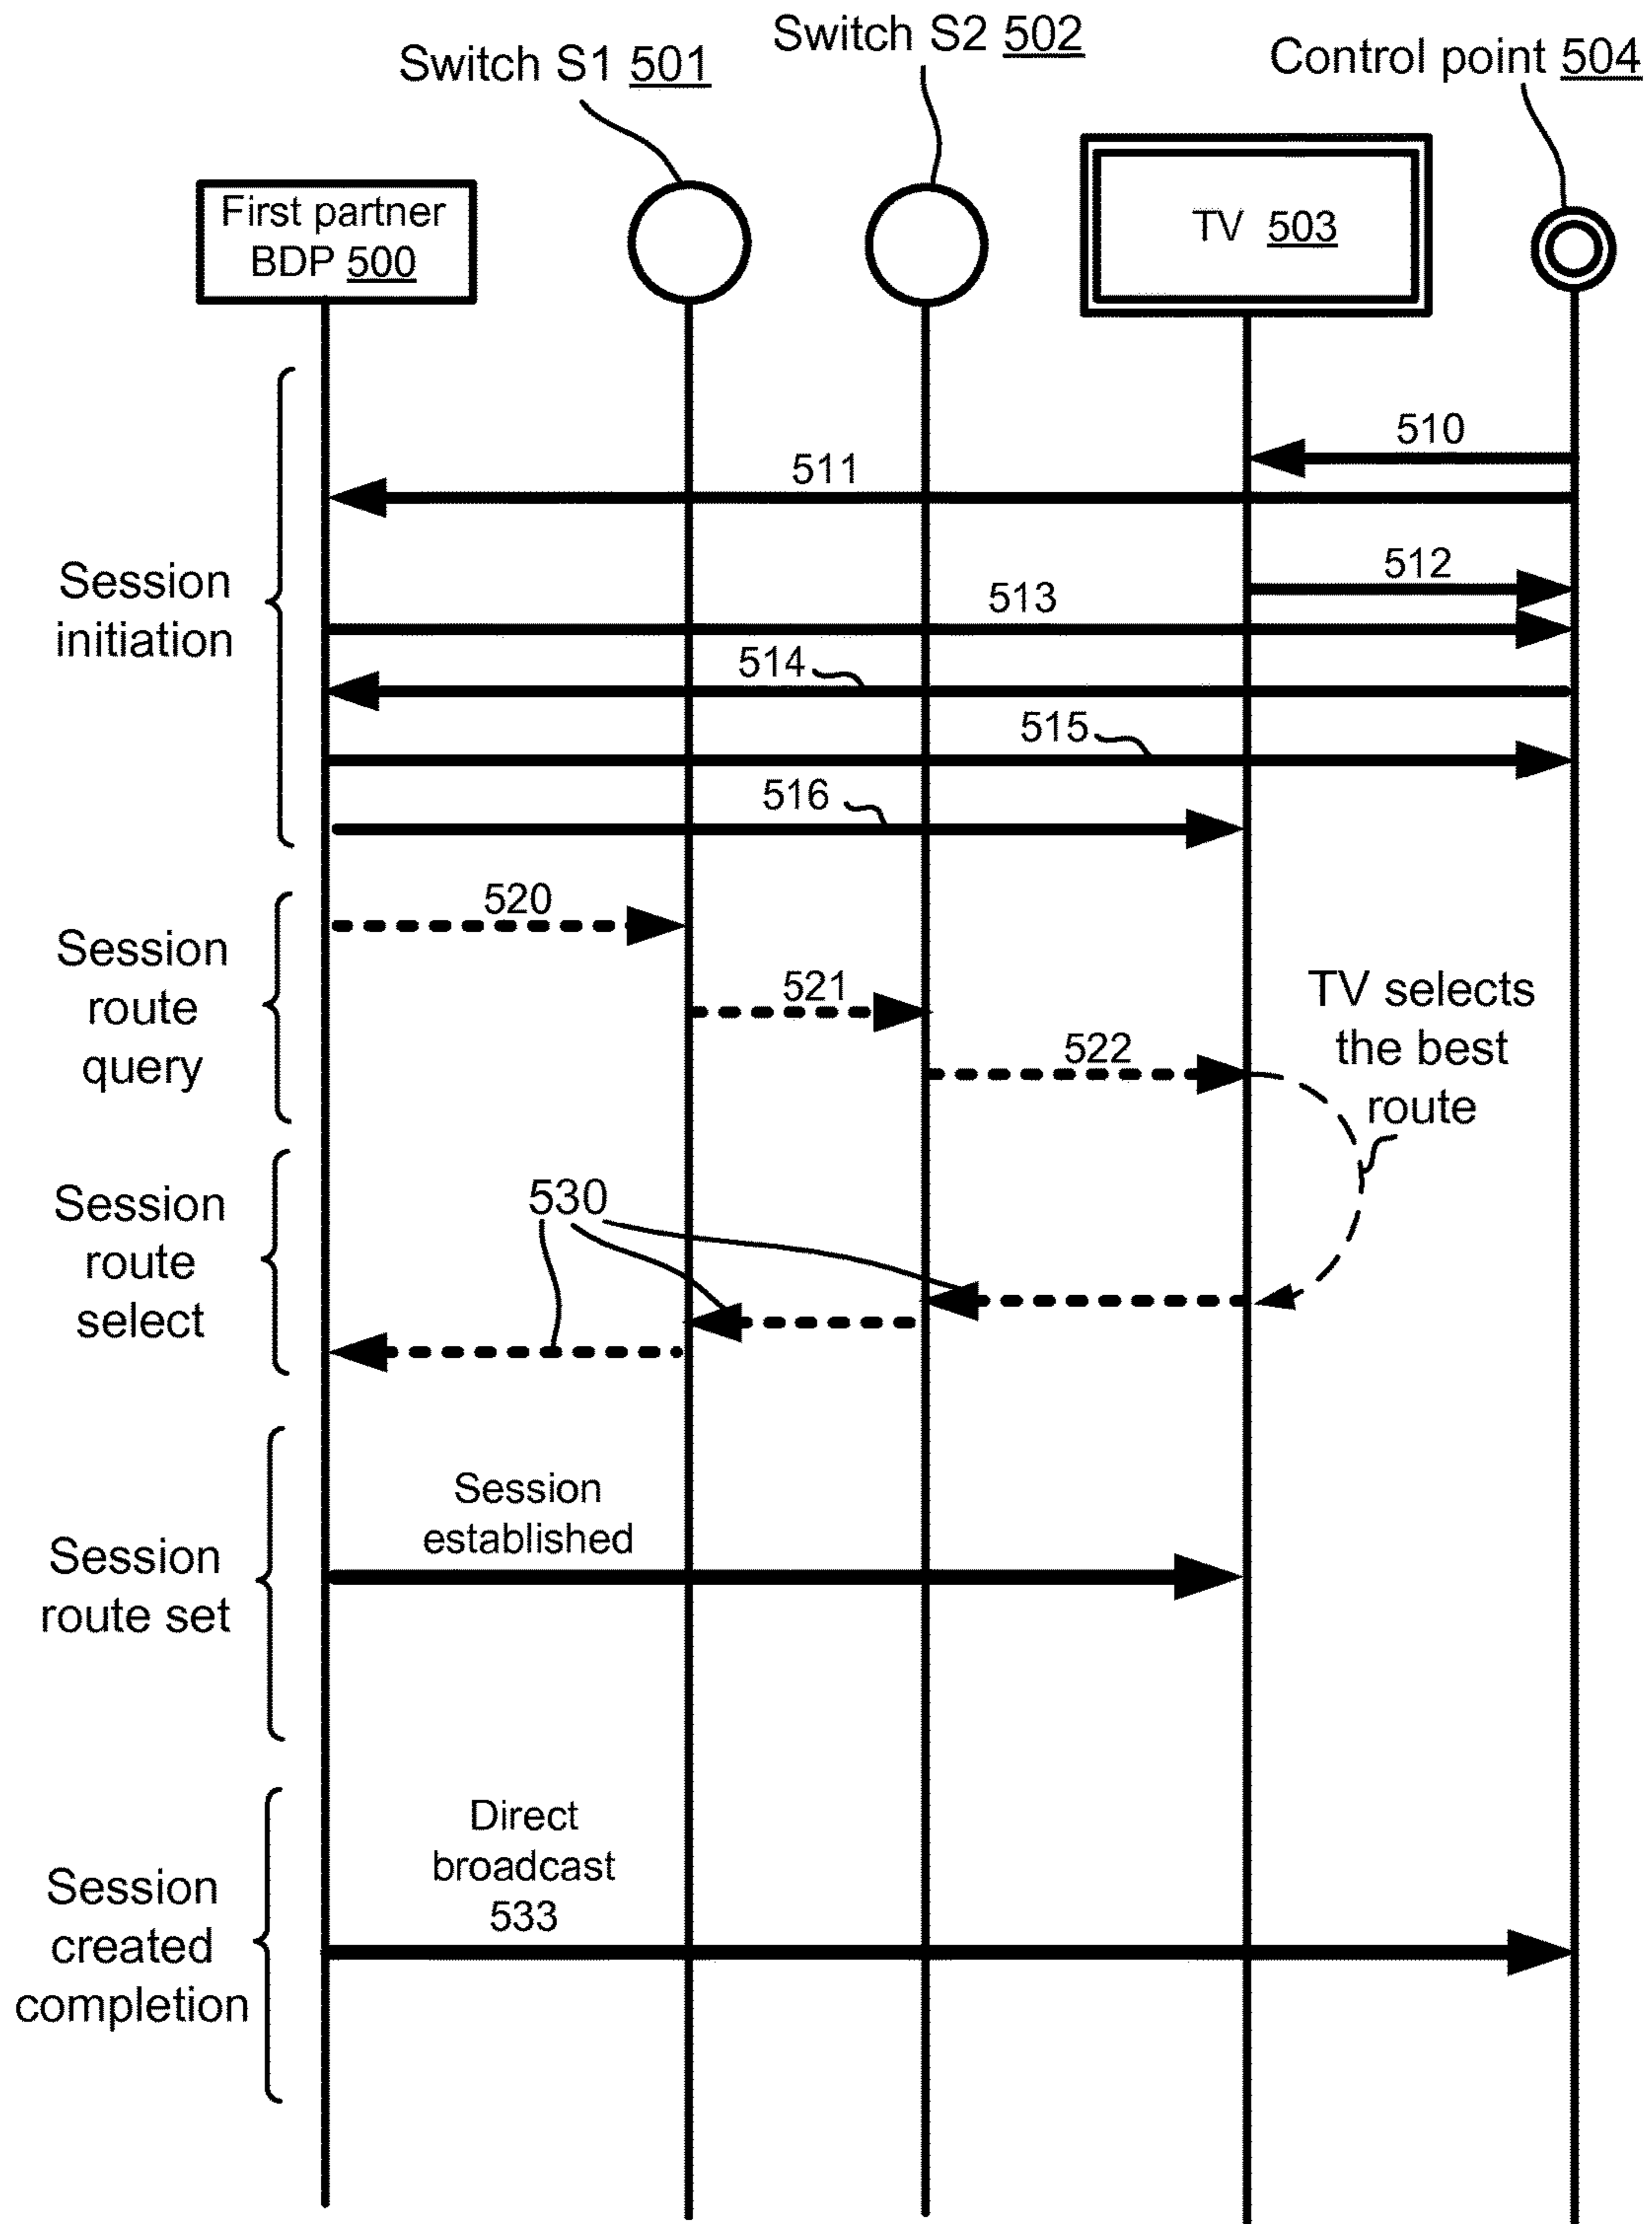 Switch S1 501
Switch S2 502
Control point 504
First partner
BDP 500
TV 503
510
511
512
513
514
515
516
Session
initiation
520
521
522
Session
route
query
TV selects
the best
route
530
Session
route
select
Session
established
Session
route set
Direct
broadcast
533
Session
created
completion